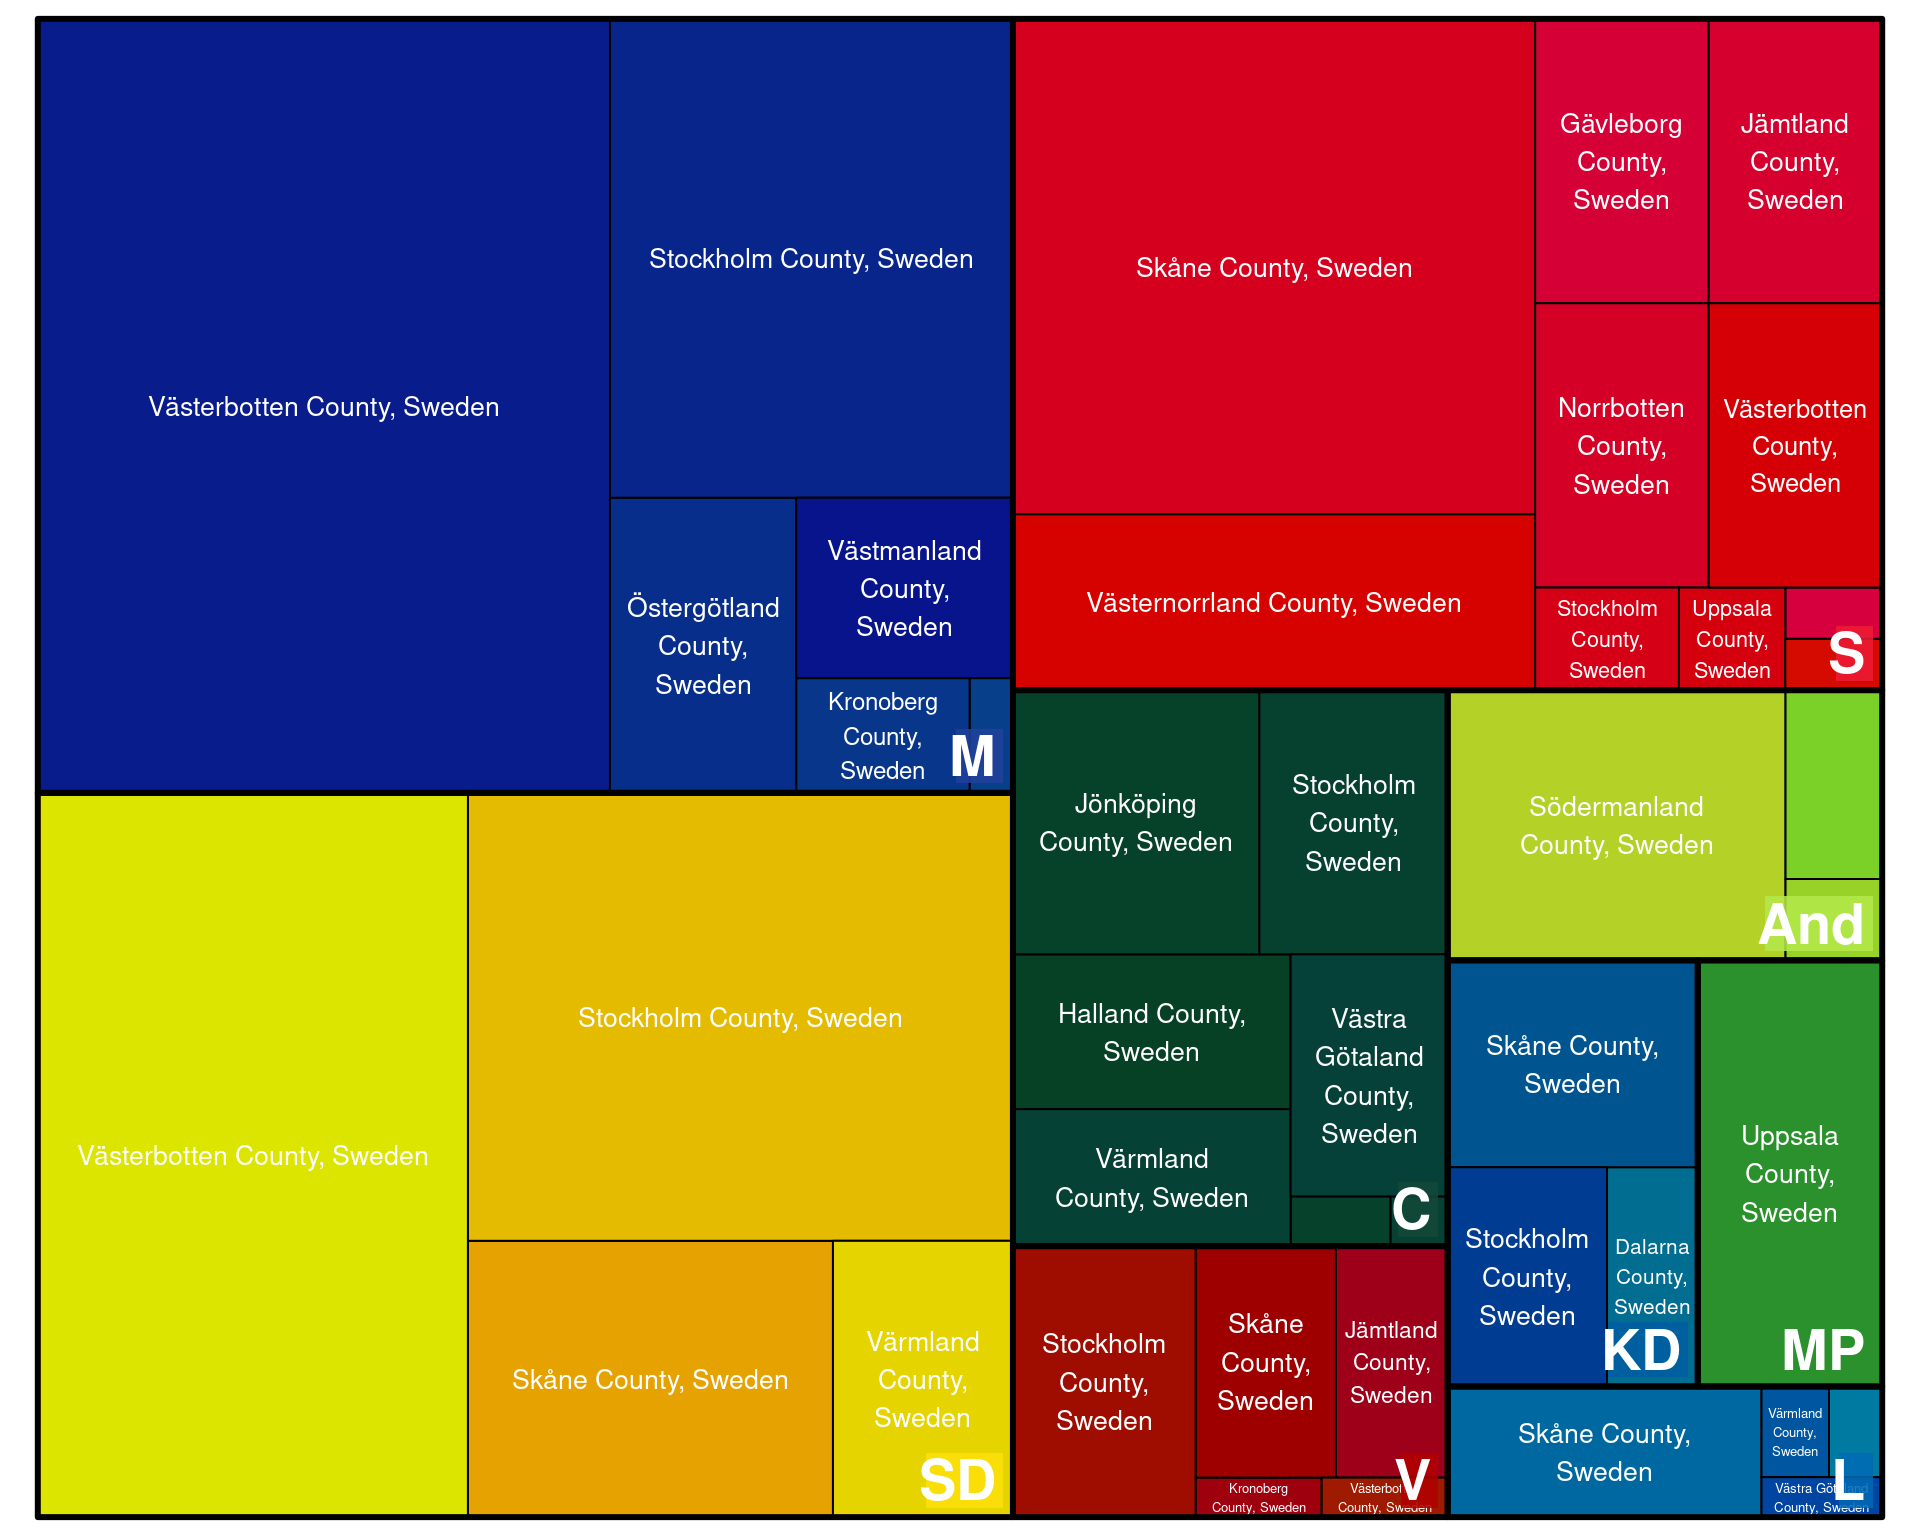 Västerbotten County, Sweden
Stockholm County, Sweden
Östergötland
County,
Sweden
Västmanland
County,
Sweden
Kronoberg
County,
Sweden
M
Skåne County, Sweden
Västernorrland County, Sweden
Gävleborg
County,
Sweden
Jämtland
County,
Sweden
Norrbotten
County,
Sweden
Västerbotten
County,
Sweden
Stockholm
County,
Sweden
Uppsala
County,
Sweden
S
Västerbotten County, Sweden
Stockholm County, Sweden
Skåne County, Sweden
Värmland
County,
Sweden
SD
Jönköping
County, Sweden
Stockholm
County,
Sweden
Halland County,
Sweden
Västra
Götaland
County,
Sweden
Värmland
County, Sweden
C
Södermanland
County, Sweden
And
Skåne County,
Sweden
Stockholm
County,
Sweden
Dalarna
County,
Sweden
KD
Uppsala
County,
Sweden
MP
Stockholm
County,
Sweden
Skåne
County,
Sweden
Jämtland
County,
Sweden
Kronoberg
County, Sweden
County, Sweden
V
Skåne County,
Sweden
Värmland
County,
Sweden
Västra
County, Sweden
L